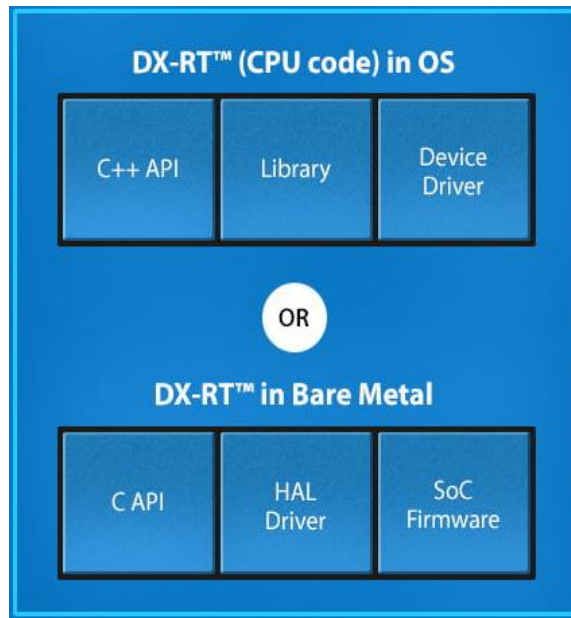 DX-RT™ (CPU code) in OS
C++ API
Library
Device
Driver
OR
DX-RT™ in Bare Metal
C API
HAL
Driver
SoC
Firmware